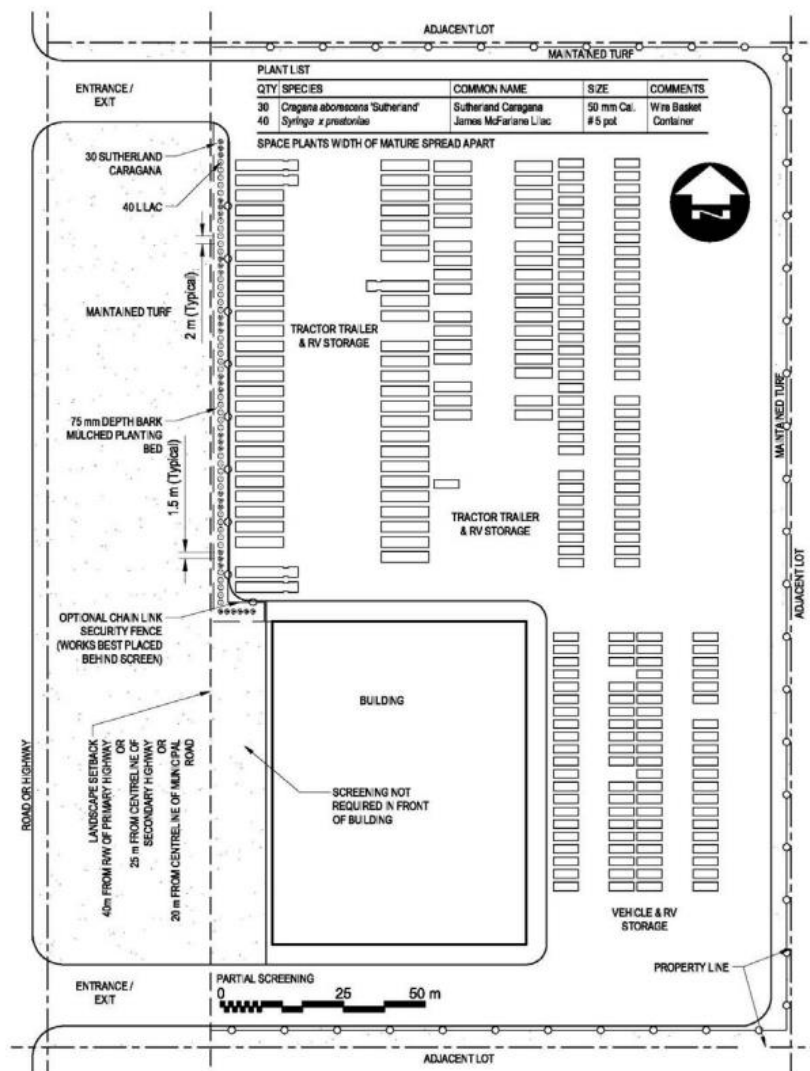 ADJACENT LOT
MAINTAINED TURF
ENTRANCE /
EXIT
PLANT LIST
QTY SPECIES COMMON NAME SIZE COMMENTS
30 Cragana aborescens 'Sutherland' Sutherland Caragana 50 mm Cal. Wire Basket
40 Syringa x prestoniae James McFarlane Lilac # 5 pot Container
SPACE PLANTS WIDTH OF MATURE SPREAD APART
30 SUTHERLAND
CARAGANA
40 LILAC
N
MAINTAINED TURF
2 m (Typical)
TRACTOR TRAILER
& RV STORAGE
75 mm DEPTH BARK
MULCHED PLANTING
BED
1.5 m (Typical)
TRACTOR TRAILER
& RV STORAGE
MAINTAINED TURF
ADJACENT LOT
OPTIONAL CHAIN LINK
SECURITY FENCE
(WORKS BEST PLACED
BEHIND SCREEN)
BUILDING
ROAD OR HIGHWAY
LANDSCAPE SETBACK
40m FROM R/W OF PRIMARY HIGHWAY
OR
25 m FROM CENTRELINE OF
SECONDARY HIGHWAY
OR
20 m FROM CENTRELINE OF MUNICIPAL
ROAD
SCREENING NOT
REQUIRED IN FRONT
OF BUILDING
VEHICLE & RV
STORAGE
PROPERTY LINE
ENTRANCE /
EXIT
PARTIAL SCREENING
0 25 50 m
ADJACENT LOT